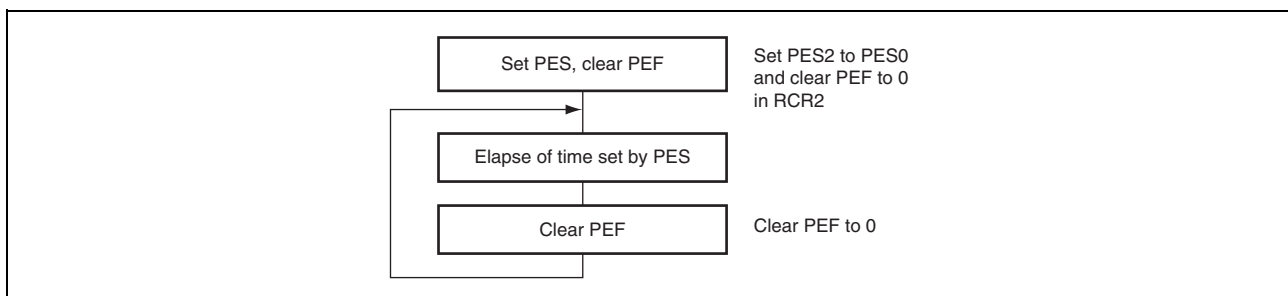 Set PES, clear PEF
Set PES2 to PES0
and clear PEF to 0
in RCR2
Elapse of time set by PES
Clear PEF
Clear PEF to 0